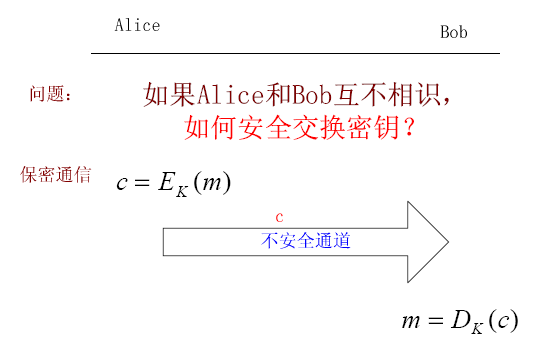 Alice
Bob
问题：
如果Alice和Bob互不相识，
如何安全交换密钥？
保密通信
c = E_K(m)
c
不安全通道
m = D_K(c)